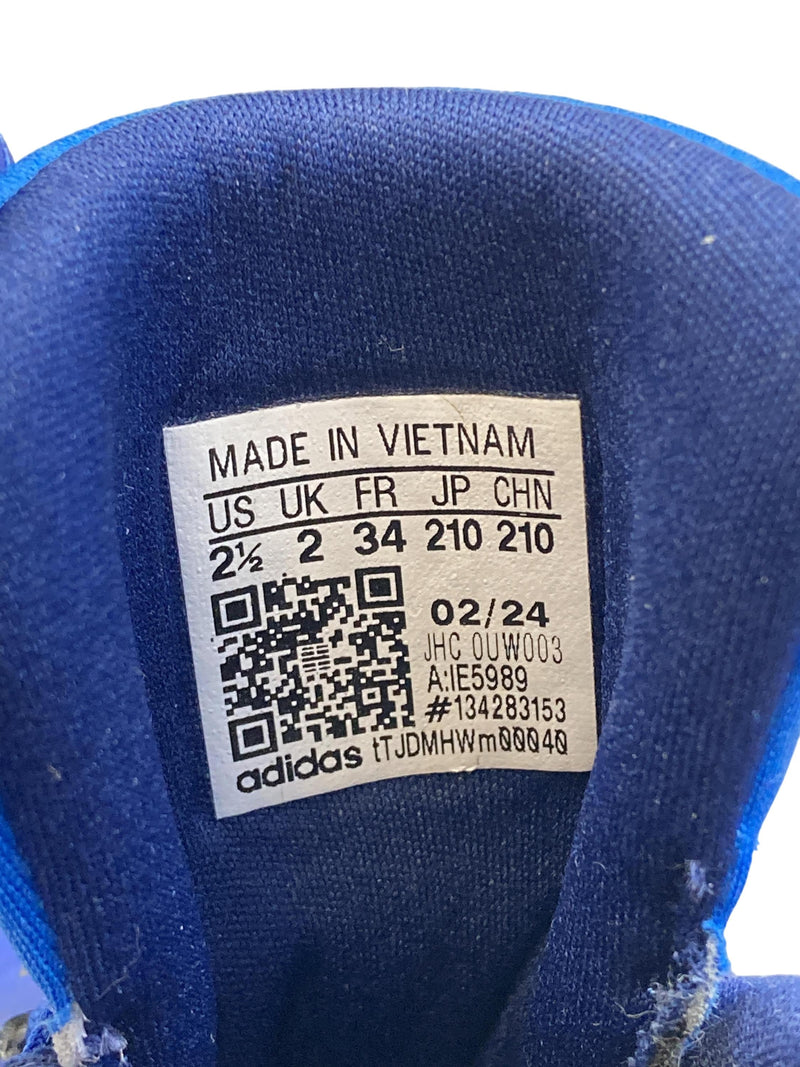 MADE IN VIETNAM
US UK FR JP CHN
2½ 2 34 210 210
02/24
JHC 0UW003
A:IE5989
#134283153
adidas tTJDMHWm00040